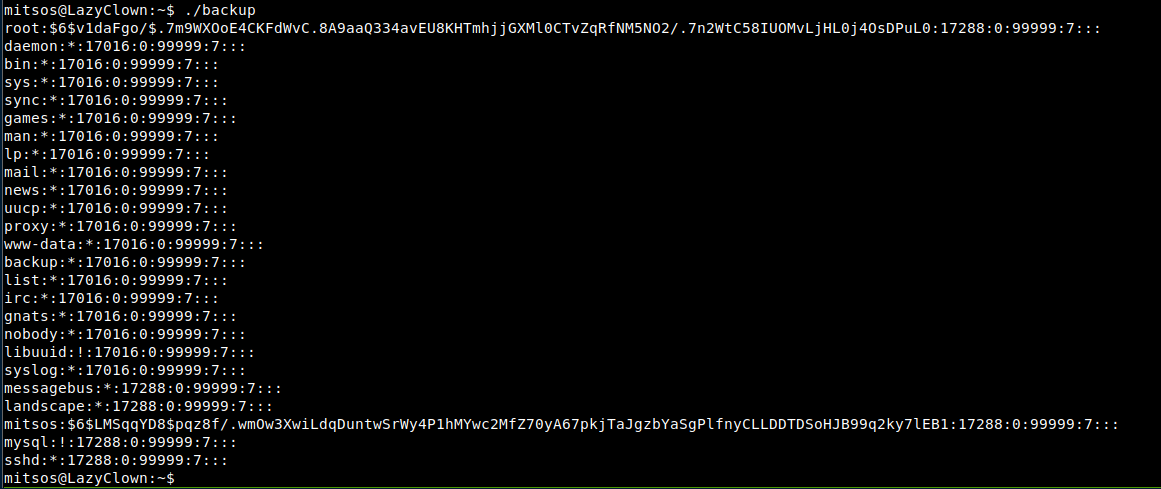 mitsos@LazyClown:~$ ./backup
root:$6$v1daFgo/$.7m9WXOoE4CKFdWvC.8A9aaQ334avEU8KHTmhjjGXMl0CTvZqRfNM5NO2/.7n2WtC58IUOMvLjHL0j4OsDPuL0:17288:0:99999:7:::
daemon:*:17016:0:99999:7:::
bin:*:17016:0:99999:7:::
sys:*:17016:0:99999:7:::
sync:*:17016:0:99999:7:::
games:*:17016:0:99999:7:::
man:*:17016:0:99999:7:::
lp:*:17016:0:99999:7:::
mail:*:17016:0:99999:7:::
news:*:17016:0:99999:7:::
uucp:*:17016:0:99999:7:::
proxy:*:17016:0:99999:7:::
www-data:*:17016:0:99999:7:::
backup:*:17016:0:99999:7:::
list:*:17016:0:99999:7:::
irc:*:17016:0:99999:7:::
gnats:*:17016:0:99999:7:::
nobody:*:17016:0:99999:7:::
libuuid:!:17016:0:99999:7:::
syslog:*:17016:0:99999:7:::
messagebus:*:17288:0:99999:7:::
landscape:*:17288:0:99999:7:::
mitsos:$6$LMSqqYD8$pqz8f/.wmOw3XwiLdqDuntwSrWy4P1hMYwc2MfZ70yA67pkjTaJgzbYaSgPlfnyCLLDDTDSoHJB99q2ky7lEB1:17288:0:99999:7:::
mysql:!:17288:0:99999:7:::
sshd:*:17288:0:99999:7:::
mitsos@LazyClown:~$